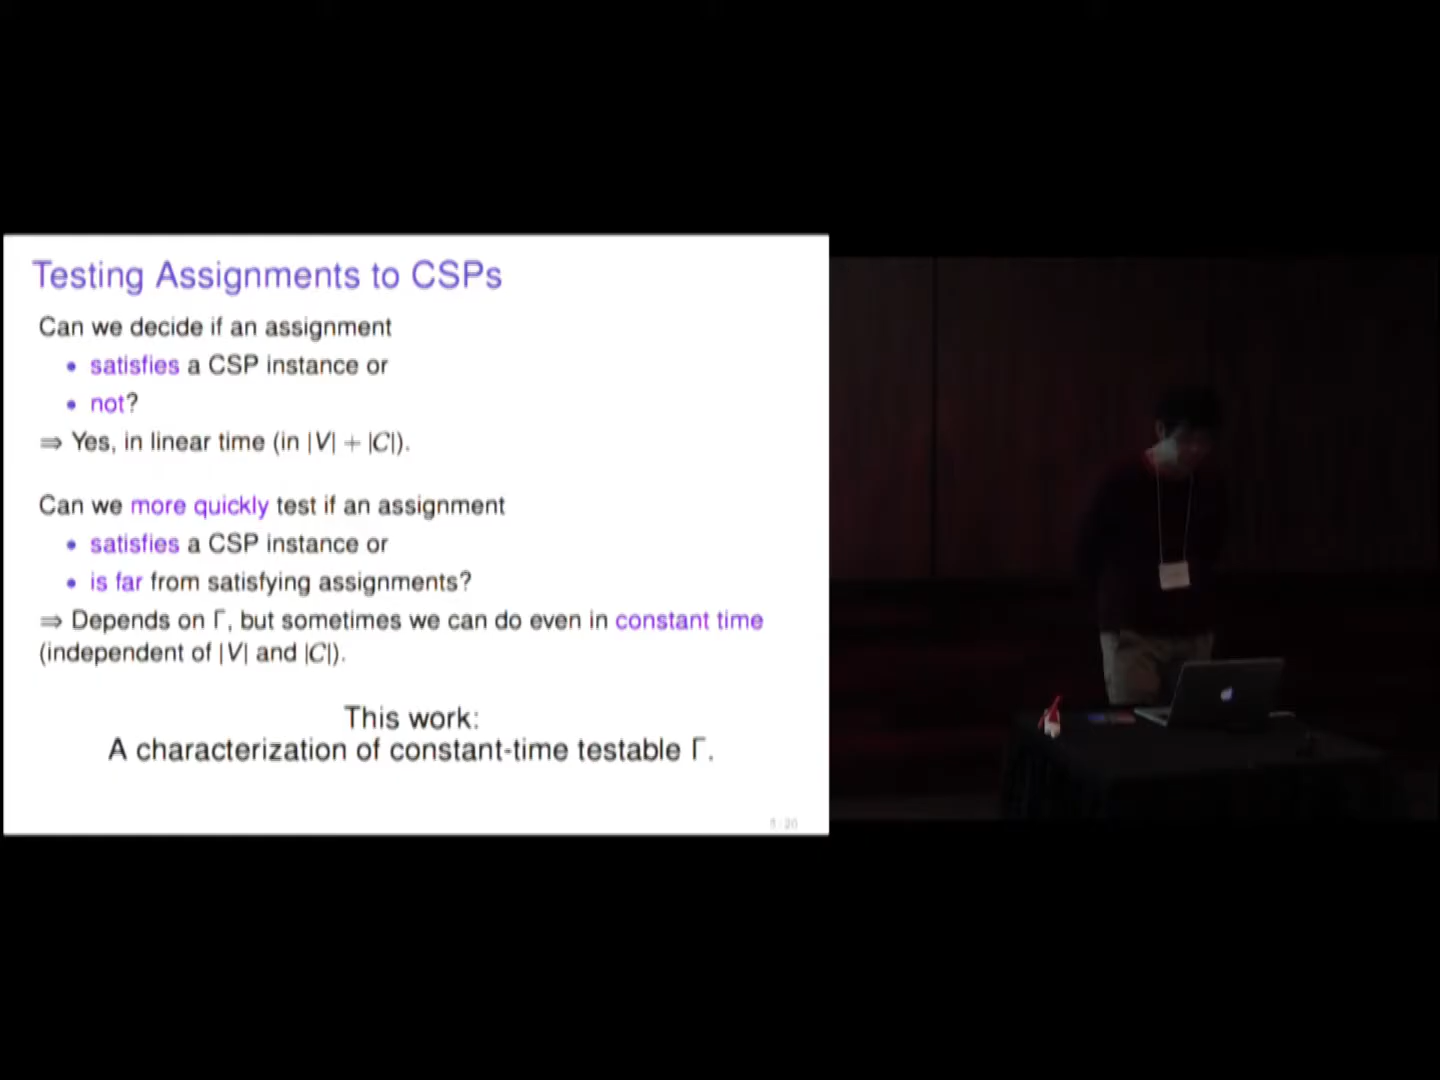 Testing Assignments to CSPs
Can we decide if an assignment
• satisfies a CSP instance or
• not?
⇒ Yes, in linear time (in |V| + |C|).
Can we more quickly test if an assignment
• satisfies a CSP instance or
• is far from satisfying assignments?
⇒ Depends on Γ, but sometimes we can do even in constant time
(independent of |V| and |C|).
This work:
A characterization of constant-time testable Γ.
5 / 20